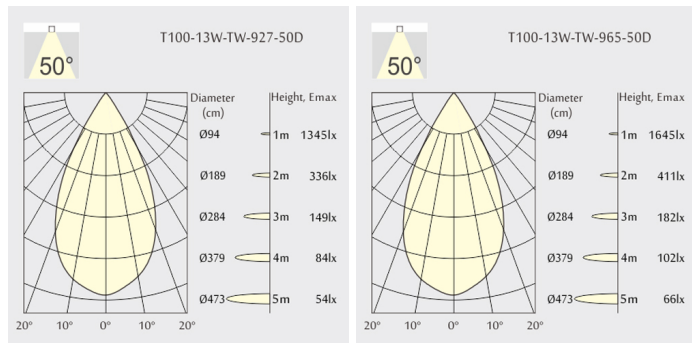 T100-13W-TW-927-50D
50°
Diameter Height, Emax
(cm)
Ø94 1m 1345lx
Ø189 2m 336lx
Ø284 3m 149lx
Ø379 4m 84lx
Ø473 5m 54lx
20° 10° 0° 10° 20°
T100-13W-TW-965-50D
50°
Diameter Height, Emax
(cm)
Ø94 1m 1645lx
Ø189 2m 411lx
Ø284 3m 182lx
Ø379 4m 102lx
Ø473 5m 66lx
20° 10° 0° 10° 20°